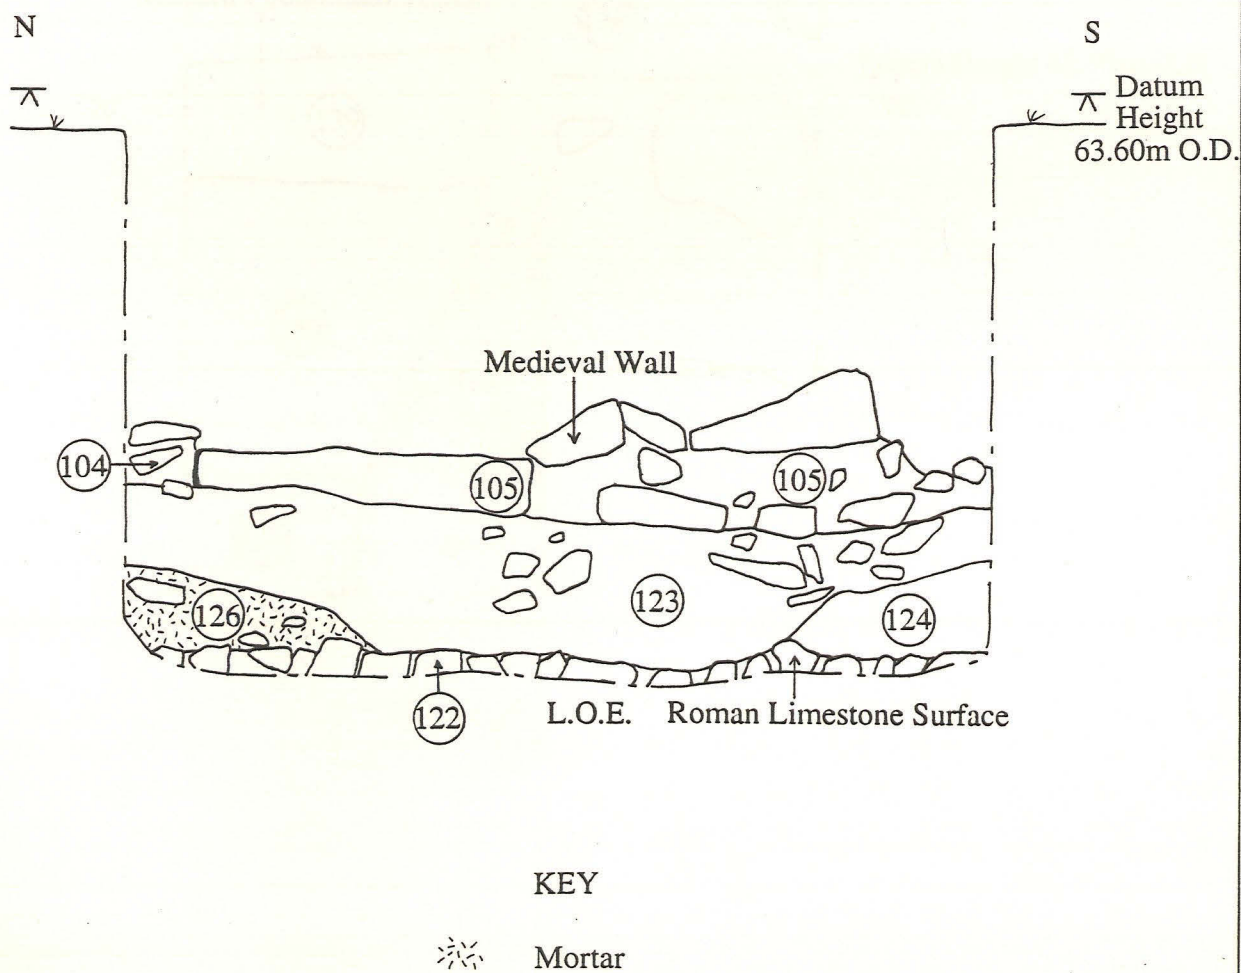 N
S
Datum
Height
63.60m O.D.
Medieval Wall
104
105
105
126
123
124
122
L.O.E.
Roman Limestone Surface
KEY
Mortar